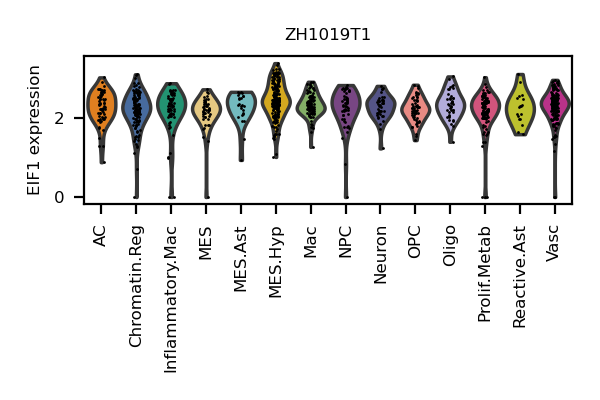 ZH1019T1
EIF1 expression
2
0
AC
Chromatin.Reg
Inflammatory.Mac
MES
MES.Ast
MES.Hyp
Mac
NPC
Neuron
OPC
Oligo
Prolif.Metab
Reactive.Ast
Vasc